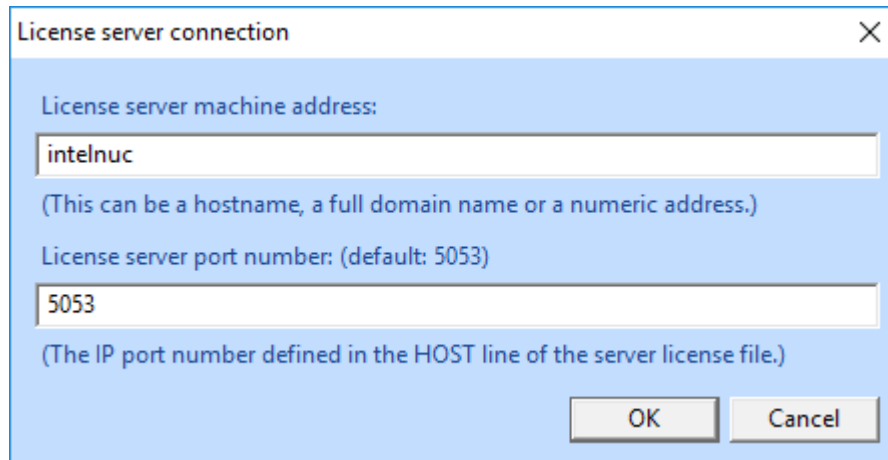 License server connection
License server machine address:
intelnuc
(This can be a hostname, a full domain name or a numeric address.)
License server port number: (default: 5053)
5053
(The IP port number defined in the HOST line of the server license file.)
OK Cancel